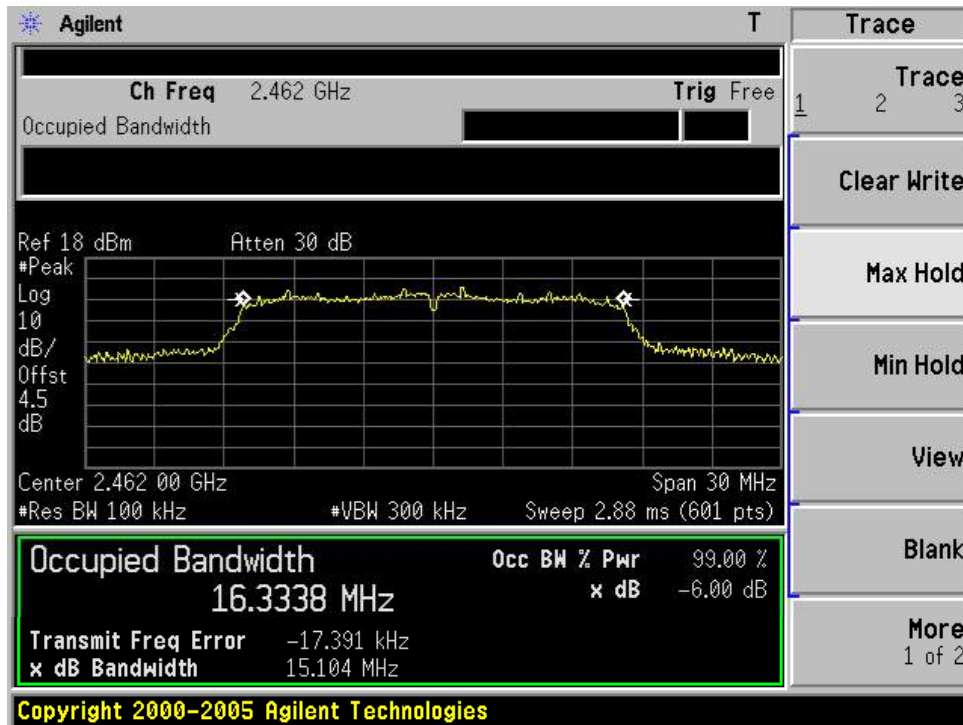 Agilent T Trace
Trace
1 2 3
Ch Freq 2.462 GHz Trig Free
Occupied Bandwidth
Clear Write
Ref 18 dBm Atten 30 dB
#Peak
Log
10
dB/
Offst
4.5
dB
Max Hold
Min Hold
View
Center 2.462 00 GHz Span 30 MHz
#Res BW 100 kHz #VBW 300 kHz Sweep 2.88 ms (601 pts)
Blank
Occupied Bandwidth Occ BW % Pwr 99.00 %
16.3338 MHz x dB -6.00 dB
Transmit Freq Error -17.391 kHz
x dB Bandwidth 15.104 MHz
More
1 of 2
Copyright 2000-2005 Agilent Technologies